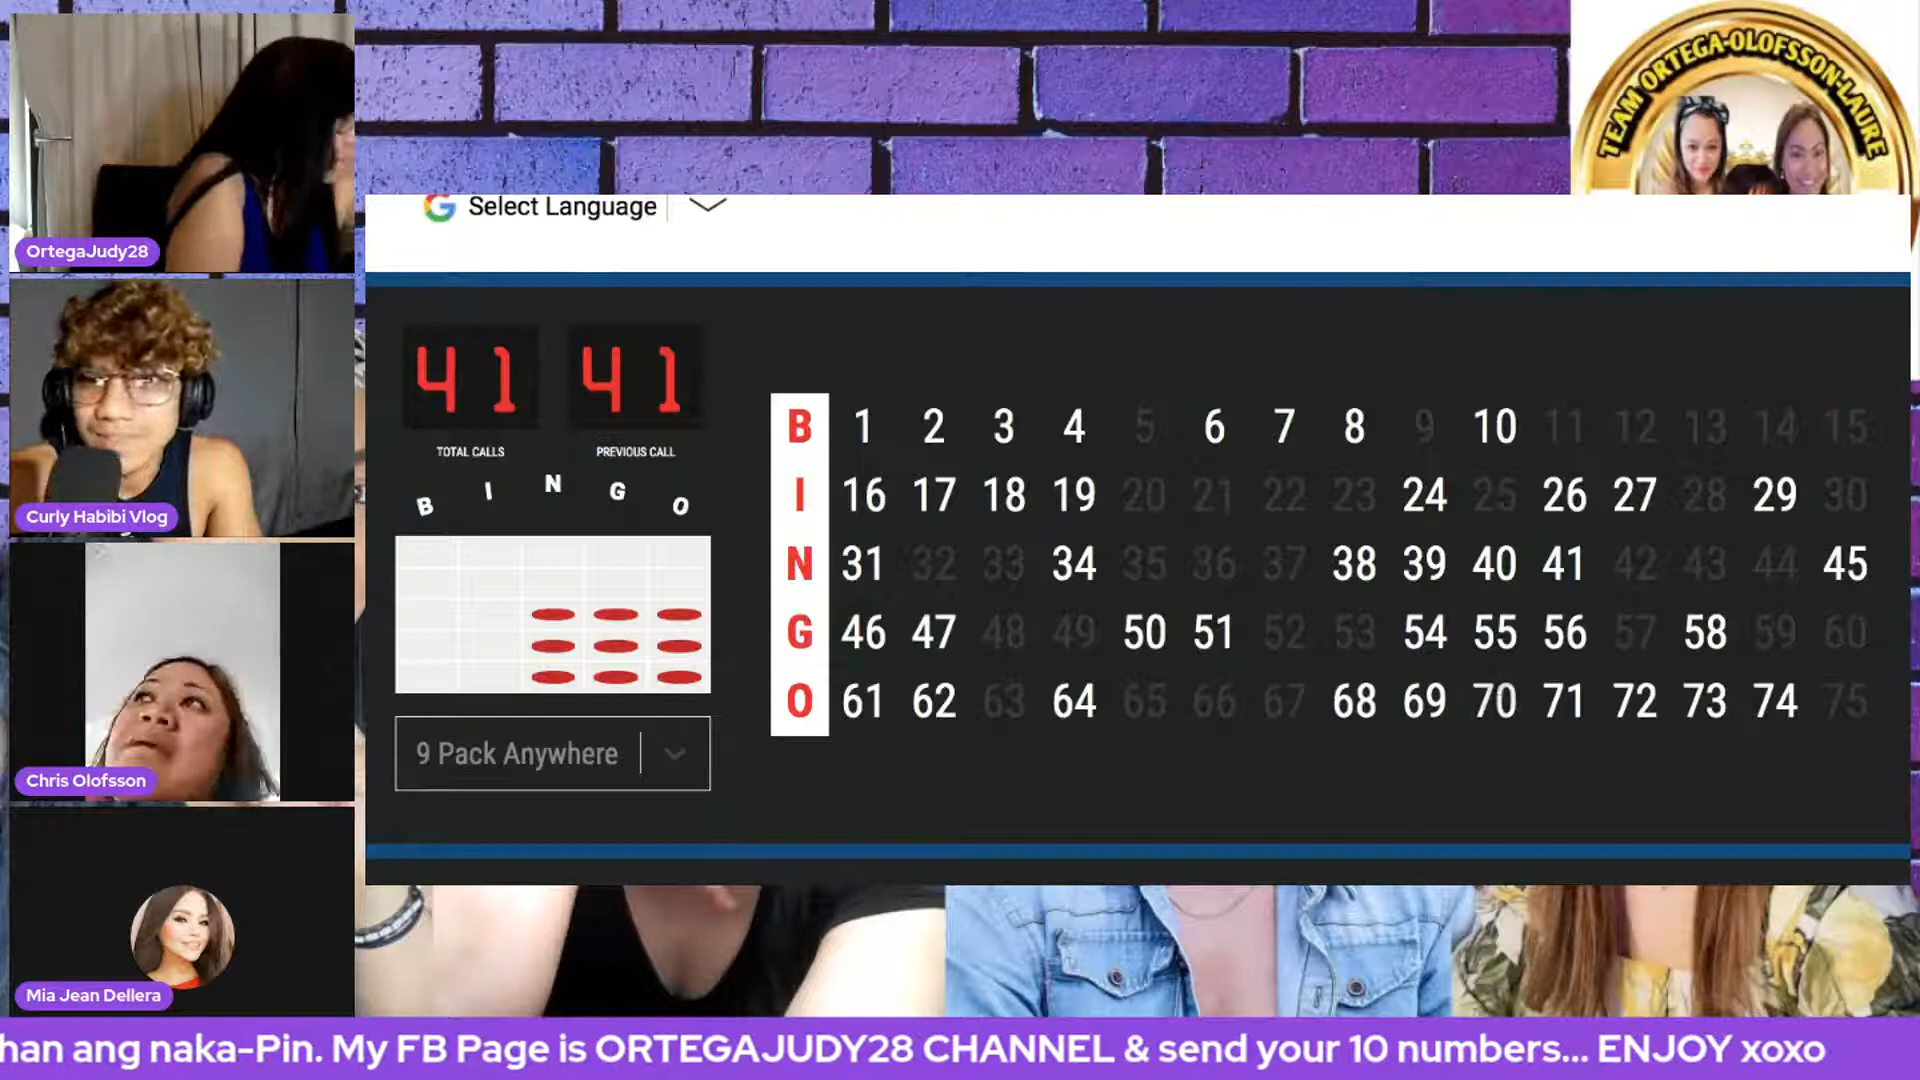 TEAM ORTEGA-OLOFSSON-LAURE
Select Language
OrtegaJudy28
41 41
TOTAL CALLS PREVIOUS CALL
B I N G O
B 1 2 3 4 5 6 7 8 9 10 11 12 13 14 15
I 16 17 18 19 20 21 22 23 24 25 26 27 28 29 30
N 31 32 33 34 35 36 37 38 39 40 41 42 43 44 45
G 46 47 48 49 50 51 52 53 54 55 56 57 58 59 60
O 61 62 63 64 65 66 67 68 69 70 71 72 73 74 75
Curly Habibi Vlog
9 Pack Anywhere
Chris Olofsson
Mia Jean Dellera
han ang naka-Pin. My FB Page is ORTEGAJUDY28 CHANNEL & send your 10 numbers... ENJOY xoxo